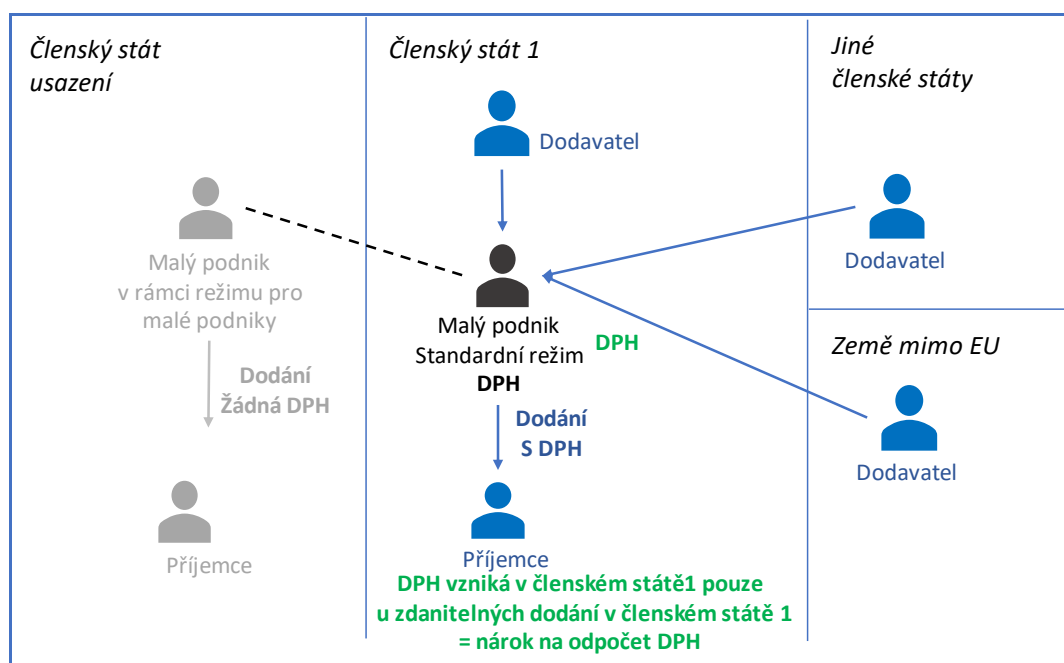 Členský stát
usazení
Malý podnik
v rámci režimu pro
malé podniky
Dodání
Žádná DPH
Příjemce
Členský stát 1
Dodavatel
Malý podnik
Standardní režim
DPH
DPH
Dodání
S DPH
Příjemce
DPH vzniká v členském státě1 pouze
u zdanitelných dodání v členském státě 1
= nárok na odpočet DPH
Jiné
členské státy
Dodavatel
Země mimo EU
Dodavatel